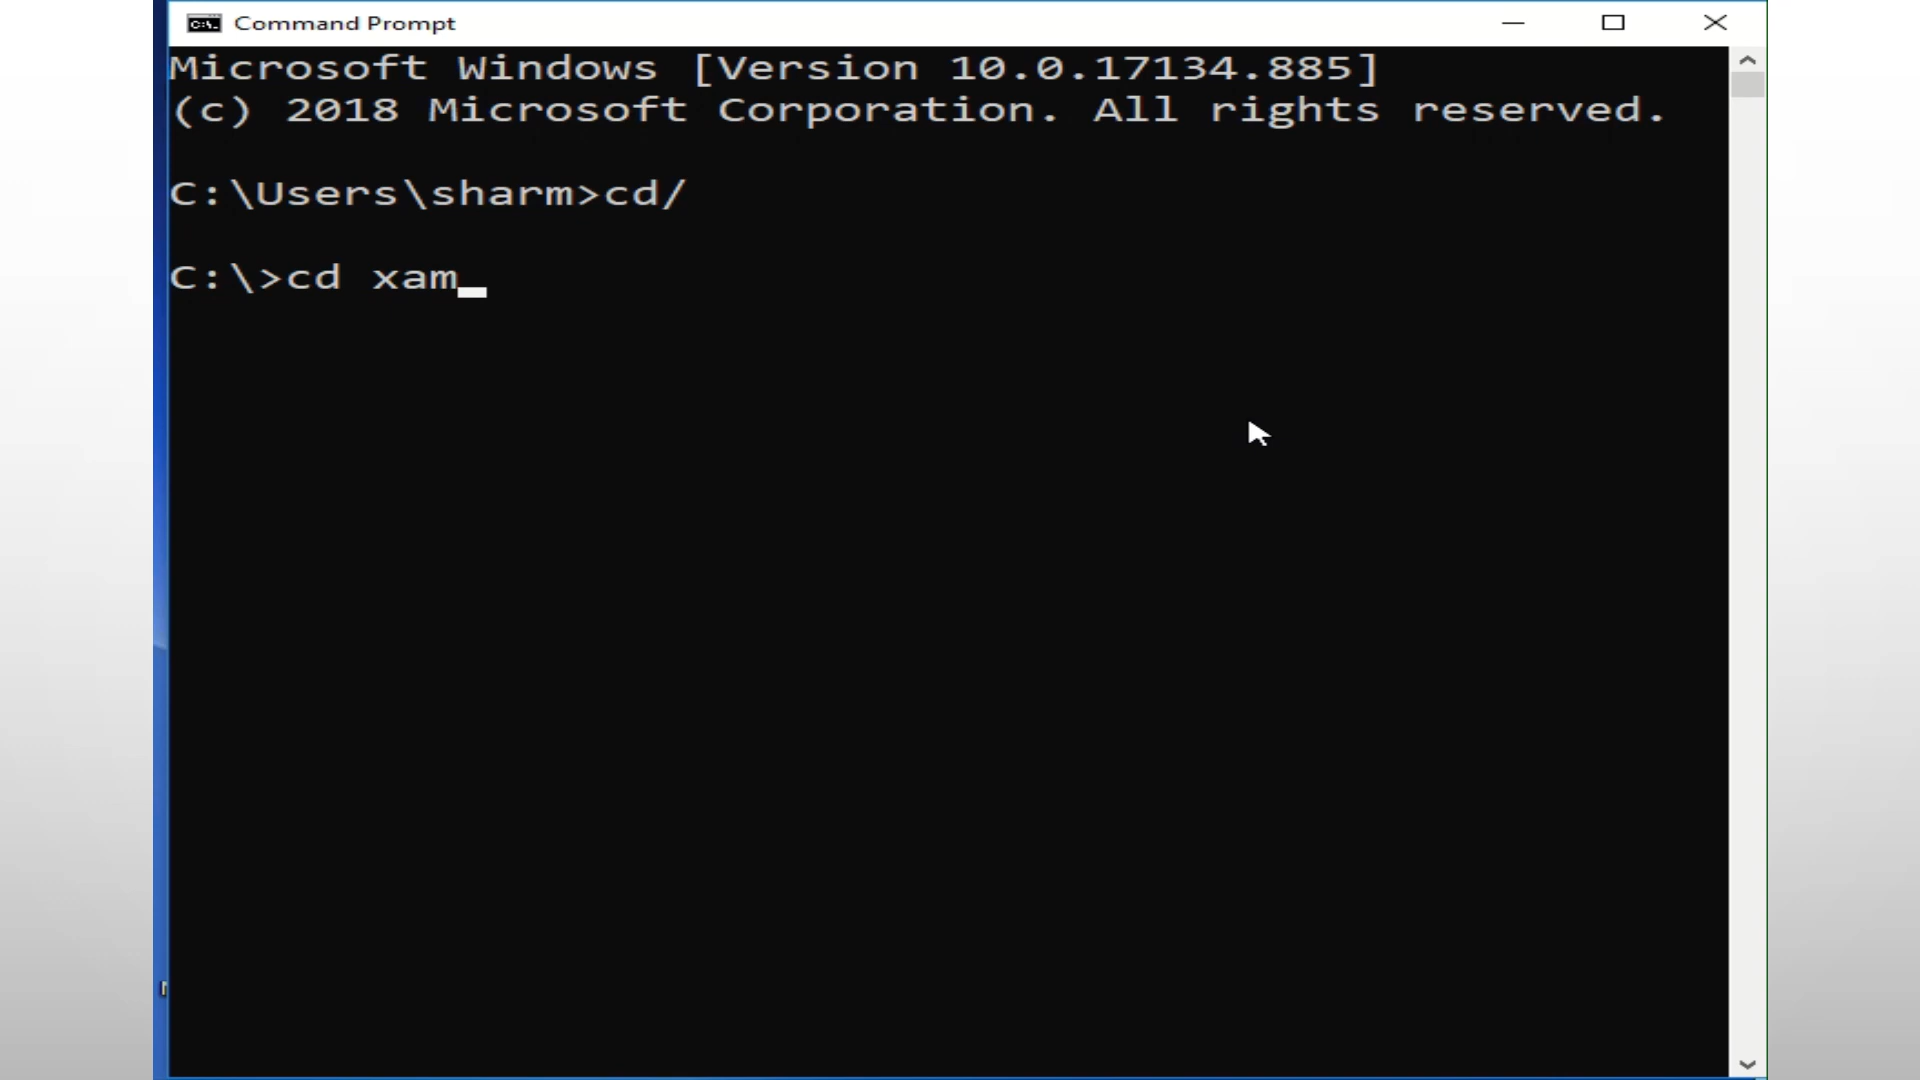 Command Prompt
Microsoft Windows [Version 10.0.17134.885]
(c) 2018 Microsoft Corporation. All rights reserved.
C:\Users\sharm>cd/
C:\>cd xam